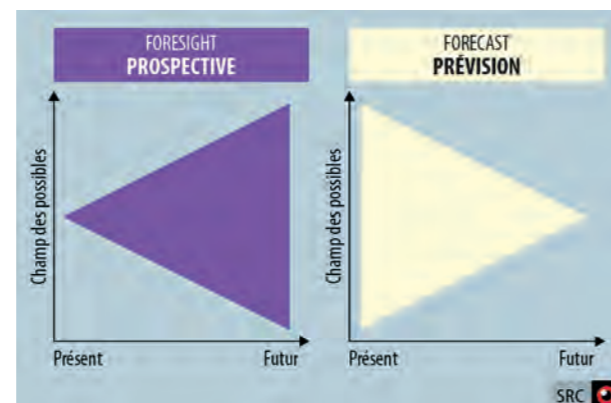 FORESIGHT
PROSPECTIVE
Champ des possibles
Présent
Futur
FORECAST
PRÉVISION
Champ des possibles
Présent
Futur
SRC